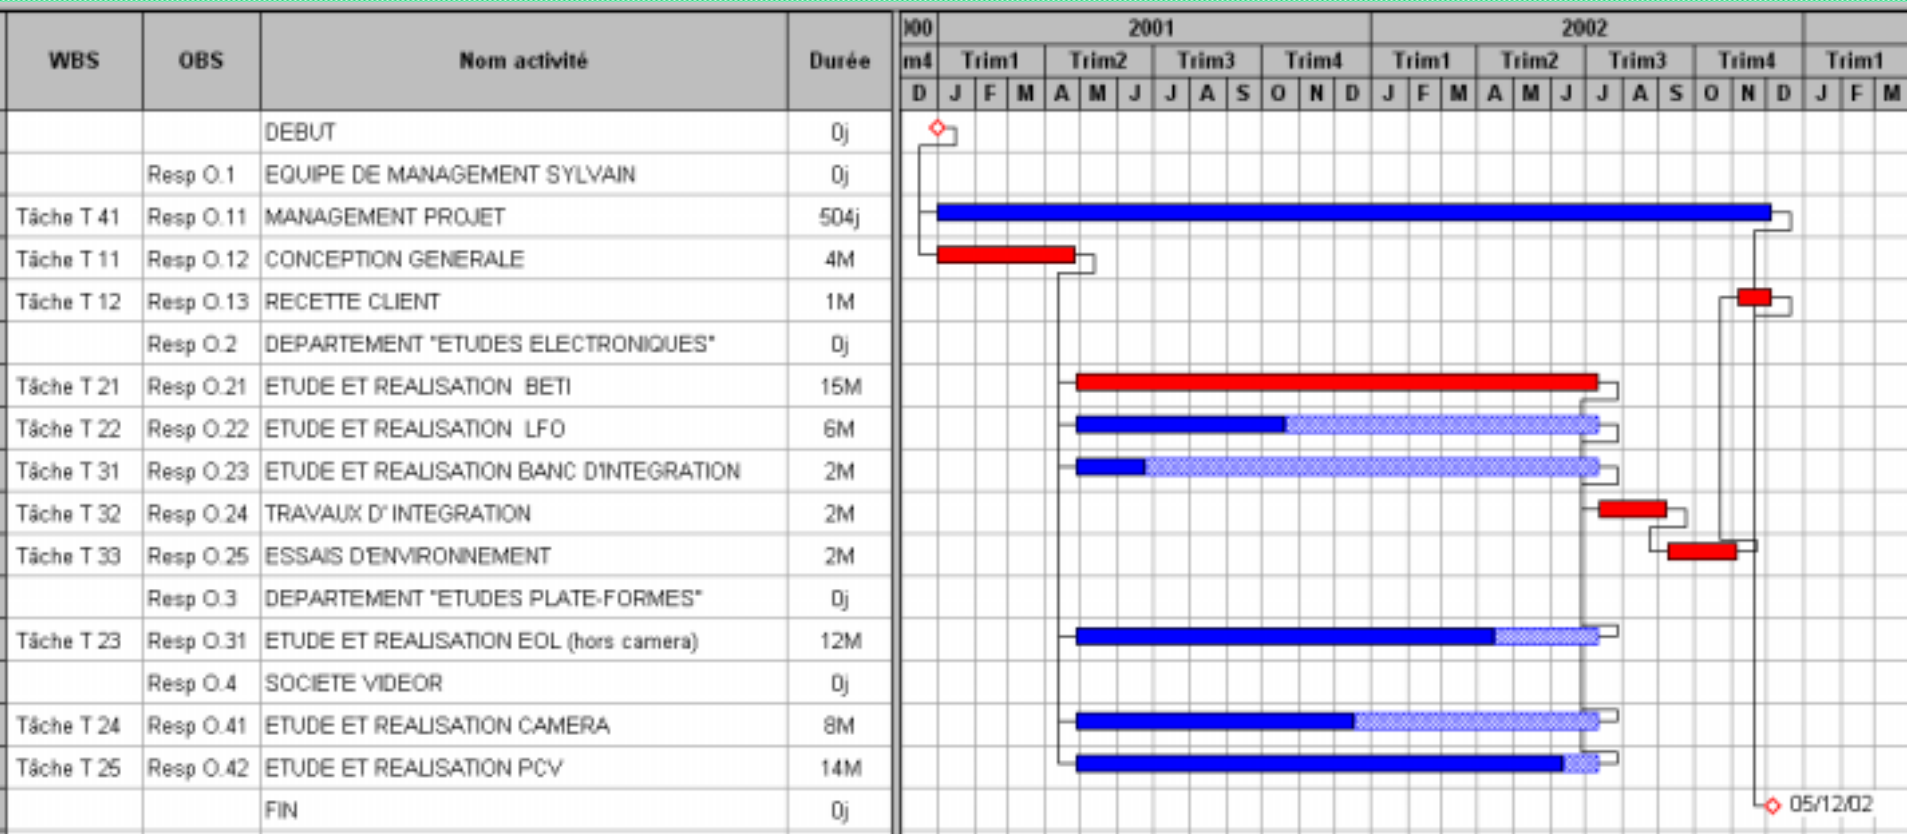 WBS OBS Nom activité Durée
)00 2001 2002
m4 Trim1 Trim2 Trim3 Trim4 Trim1 Trim2 Trim3 Trim4 Trim1
D J F M A M J J A S O N D J F M A M J J A S O N D J F M
DEBUT 0j
Resp O.1 EQUIPE DE MANAGEMENT SYLVAIN 0j
Tâche T 41 Resp O.11 MANAGEMENT PROJET 504j
Tâche T 11 Resp O.12 CONCEPTION GENERALE 4M
Tâche T 12 Resp O.13 RECETTE CLIENT 1M
Resp O.2 DEPARTEMENT "ETUDES ELECTRONIQUES" 0j
Tâche T 21 Resp O.21 ETUDE ET REALISATION BETI 15M
Tâche T 22 Resp O.22 ETUDE ET REALISATION LFO 6M
Tâche T 31 Resp O.23 ETUDE ET REALISATION BANC D'INTEGRATION 2M
Tâche T 32 Resp O.24 TRAVAUX D' INTEGRATION 2M
Tâche T 33 Resp O.25 ESSAIS D'ENVIRONNEMENT 2M
Resp O.3 DEPARTEMENT "ETUDES PLATE-FORMES" 0j
Tâche T 23 Resp O.31 ETUDE ET REALISATION EOL (hors camera) 12M
Resp O.4 SOCIETE VIDEOR 0j
Tâche T 24 Resp O.41 ETUDE ET REALISATION CAMERA 8M
Tâche T 25 Resp O.42 ETUDE ET REALISATION PCV 14M
FIN 0j 05/12/02